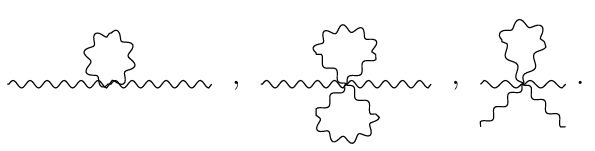 , , .